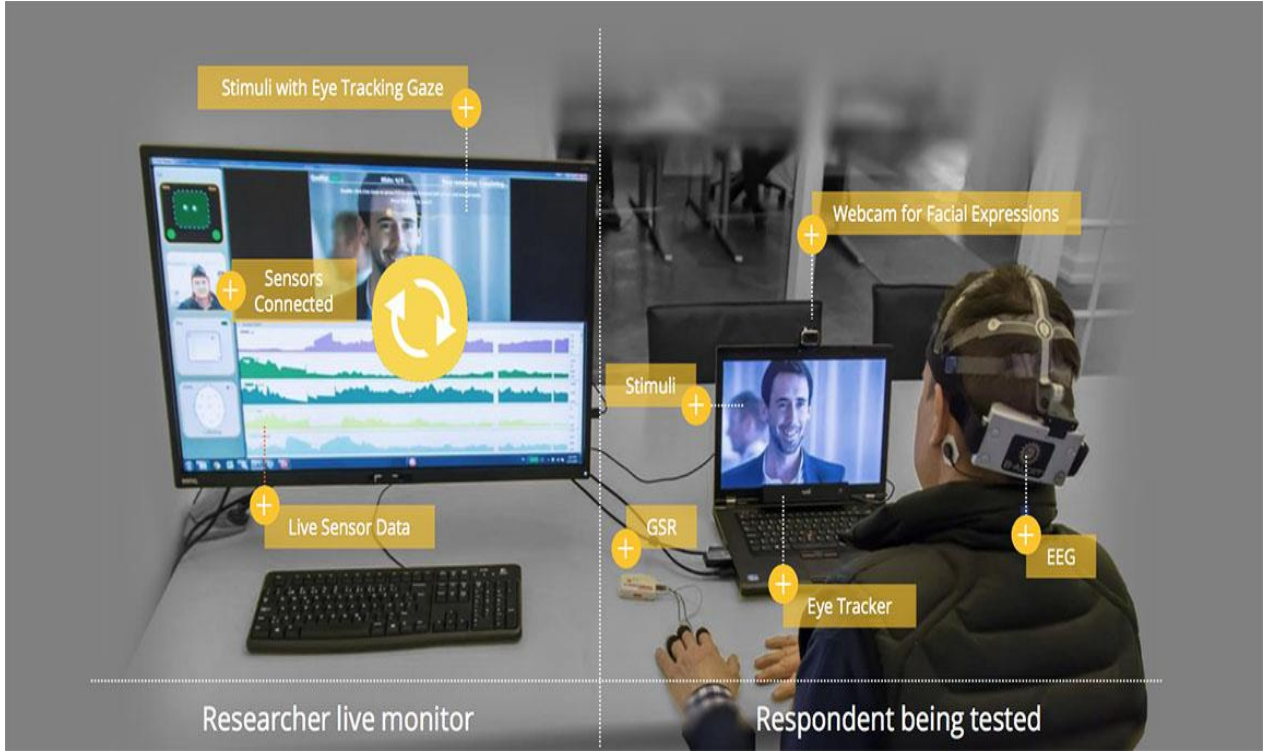 Stimuli with Eye Tracking Gaze
Webcam for Facial Expressions
Sensors
Connected
Stimuli
Live Sensor Data
GSR
EEG
Eye Tracker
Researcher live monitor
Respondent being tested